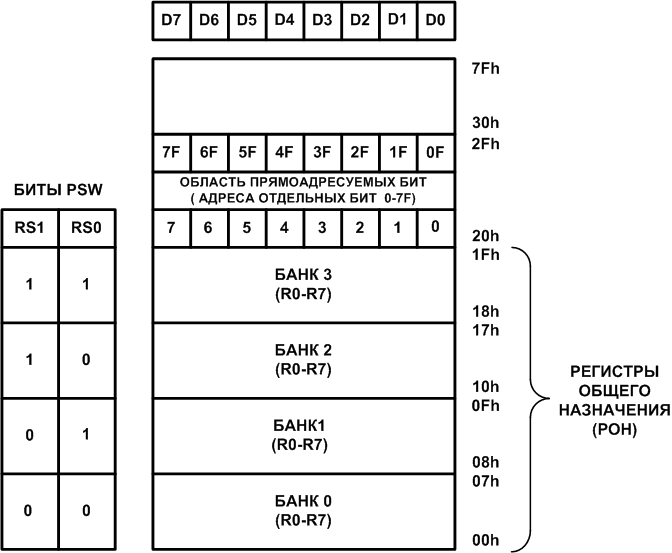 D7 D6 D5 D4 D3 D2 D1 D0
7Fh
30h
2Fh
7F 6F 5F 4F 3F 2F 1F 0F
БИТЫ PSW
ОБЛАСТЬ ПРЯМОАДРЕСУЕМЫХ БИТ
( АДРЕСА ОТДЕЛЬНЫХ БИТ 0-7F)
RS1 RS0
7 6 5 4 3 2 1 0
20h
1Fh
1 1
БАНК 3
(R0-R7)
18h
17h
1 0
БАНК 2
(R0-R7)
10h
0Fh
0 1
БАНК1
(R0-R7)
08h
07h
0 0
БАНК 0
(R0-R7)
00h
РЕГИСТРЫ
ОБЩЕГО
НАЗНАЧЕНИЯ
(РОН)